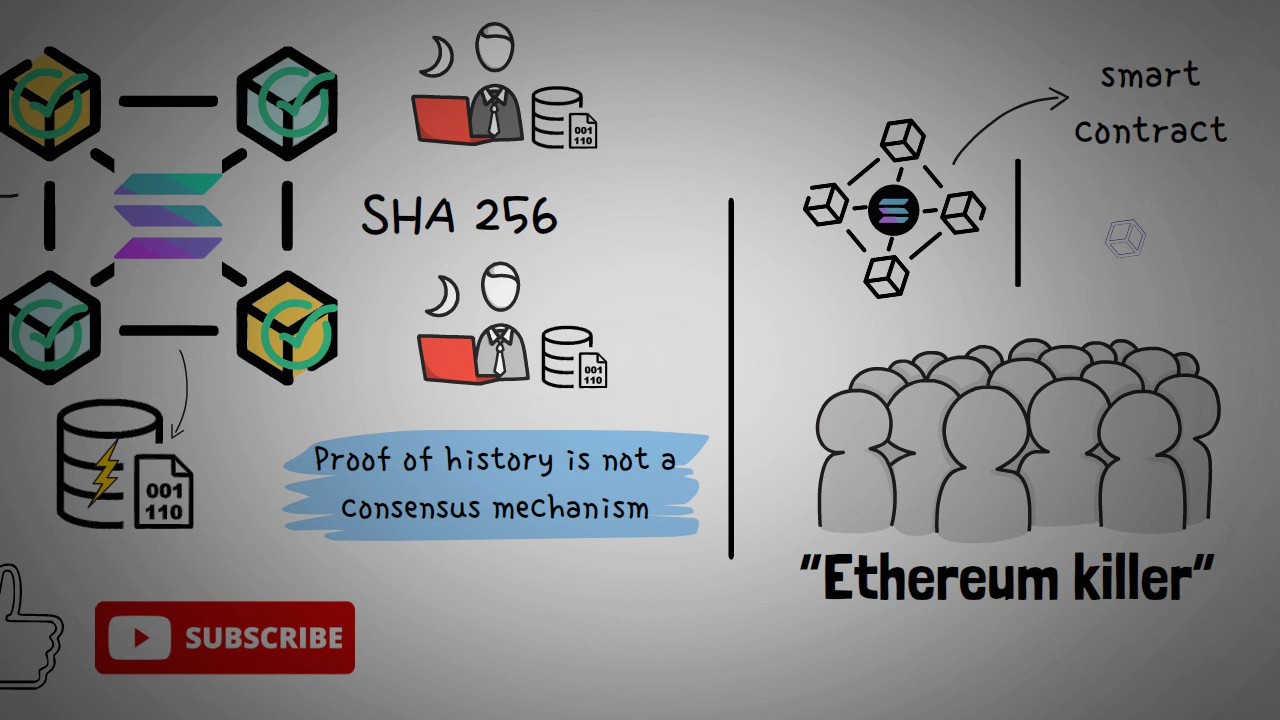 001
110
SHA 256
001
110
Proof of history is not a
consensus mechanism
001
110
SUBSCRIBE
smart
contract
"Ethereum killer"